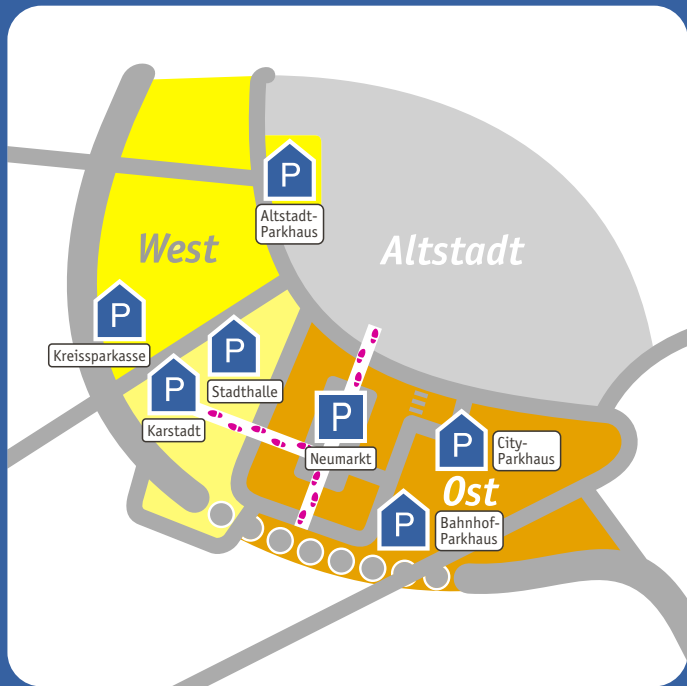 P
Altstadt-
Parkhaus
West
Altstadt
P
Kreissparkasse
P
Stadthalle
P
Karstadt
P
Neumarkt
P
City-
Parkhaus
Ost
P
Bahnhof-
Parkhaus